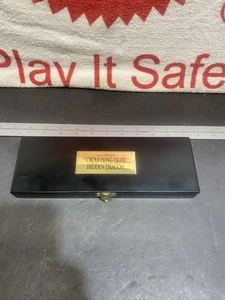 Play It Safe
CROUCHING TIGER
HIDDEN DRAGON